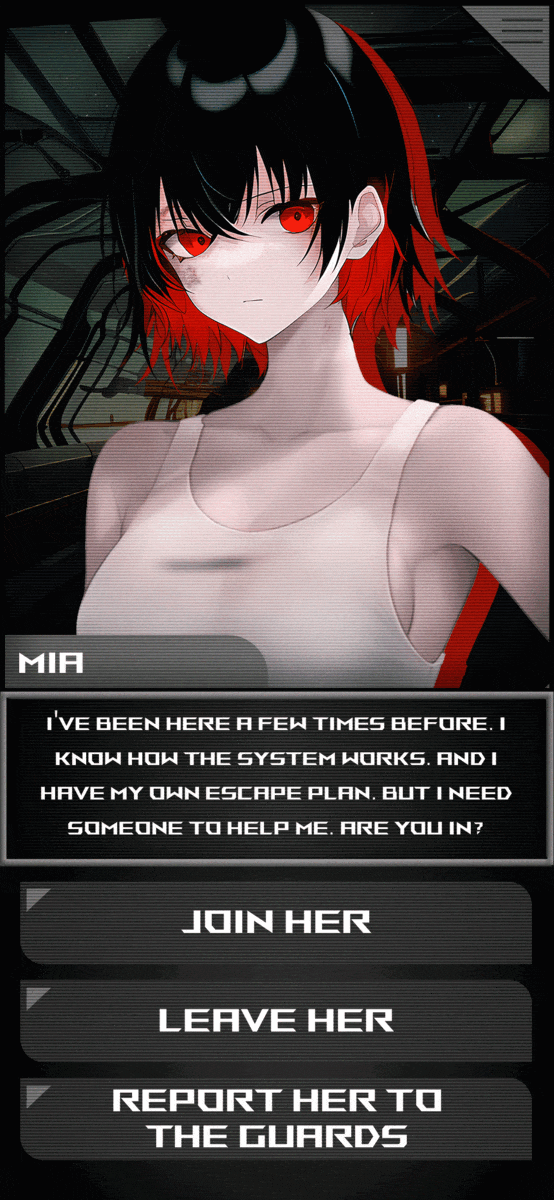 MIA
I'VE BEEN HERE A FEW TIMES BEFORE. I
KNOW HOW THE SYSTEM WORKS. AND I
HAVE MY OWN ESCAPE PLAN. BUT I NEED
SOMEONE TO HELP ME. ARE YOU IN?
JOIN HER
LEAVE HER
REPORT HER TO
THE GUARDS